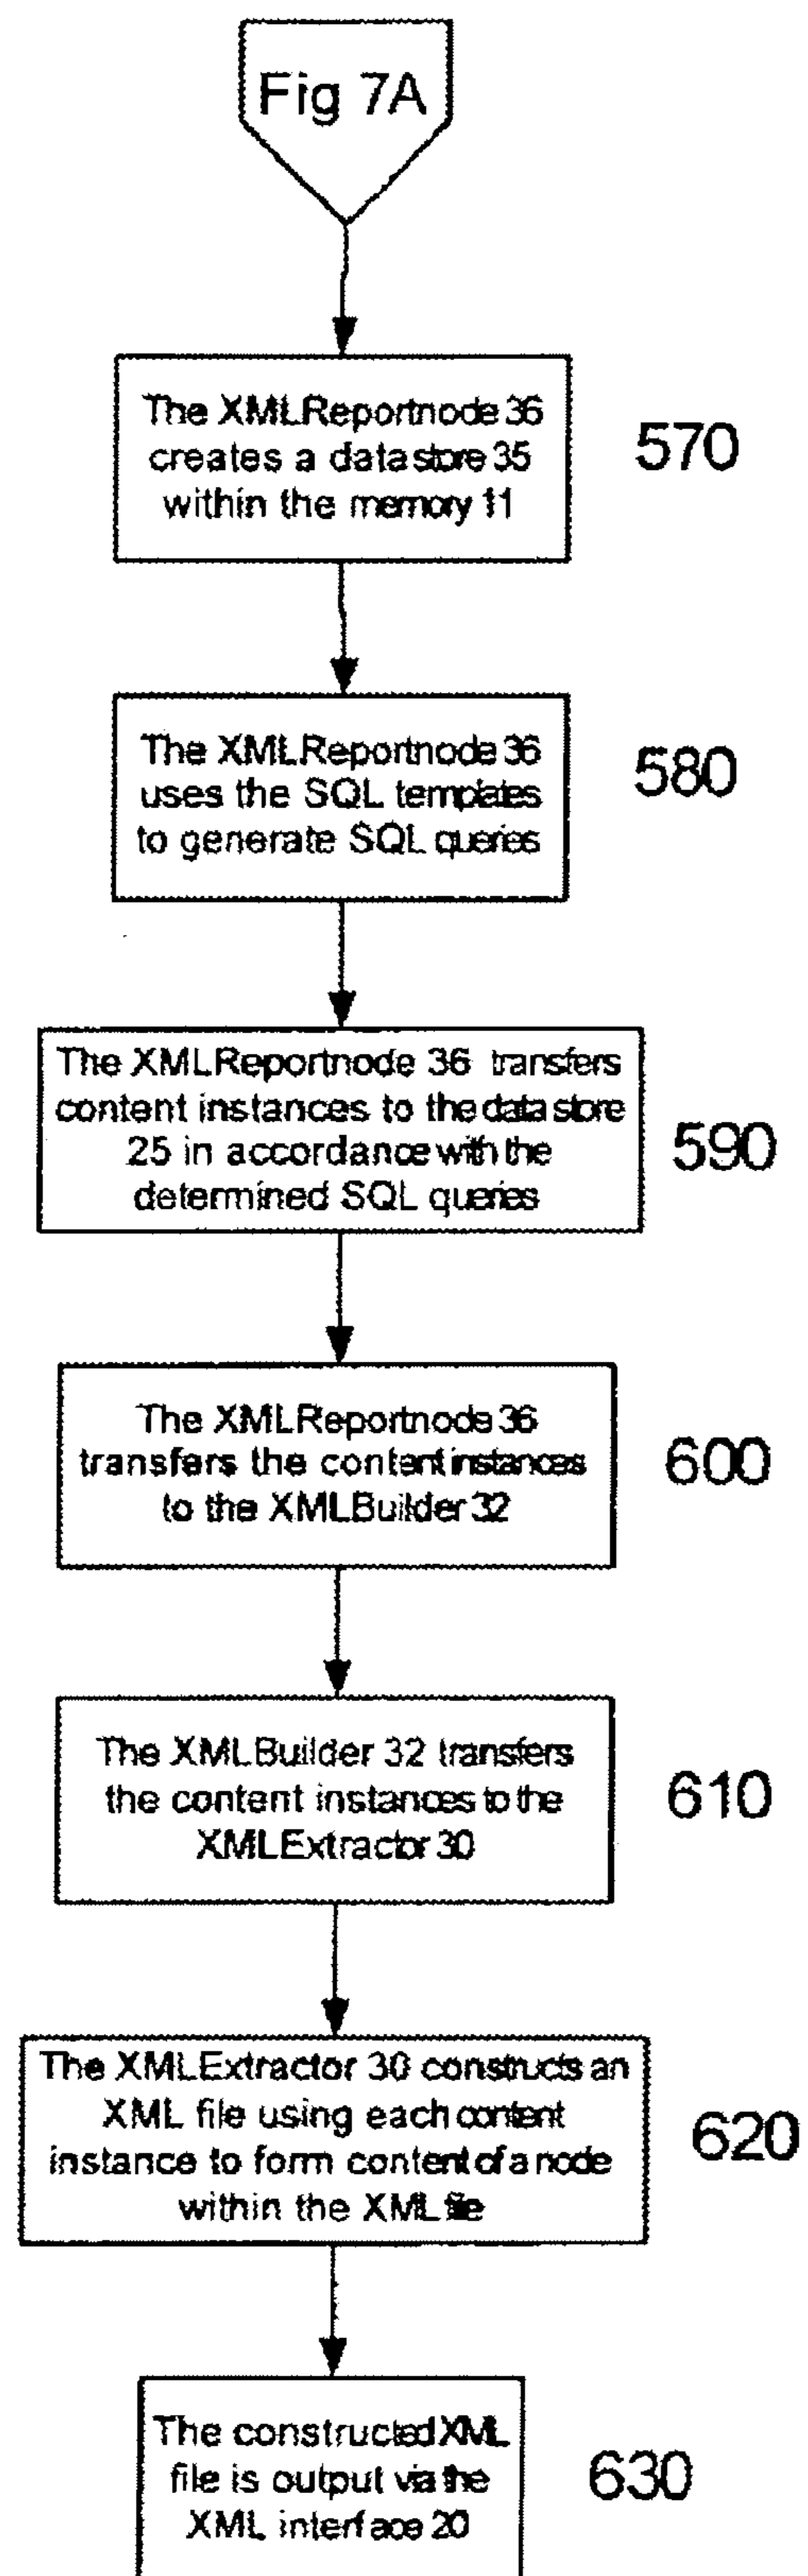 Fig 7A
The XMLReportnode 36
creates a data store 35
within the memory 11
570
The XMLReportnode 36
uses the SQL templates
to generate SQL queries
580
The XMLReportnode 36 transfers
content instances to the data store
25 in accordance with the
determined SQL queries
590
The XMLReportnode 36
transfers the content instances
to the XMLBuilder 32
600
The XMLBuilder 32 transfers
the content instances to the
XMLExtractor 30
610
The XMLExtractor 30 constructs an
XML file using each content
instance to form content of a node
within the XML file
620
The constructed XML
file is output via the
XML interface 20
630